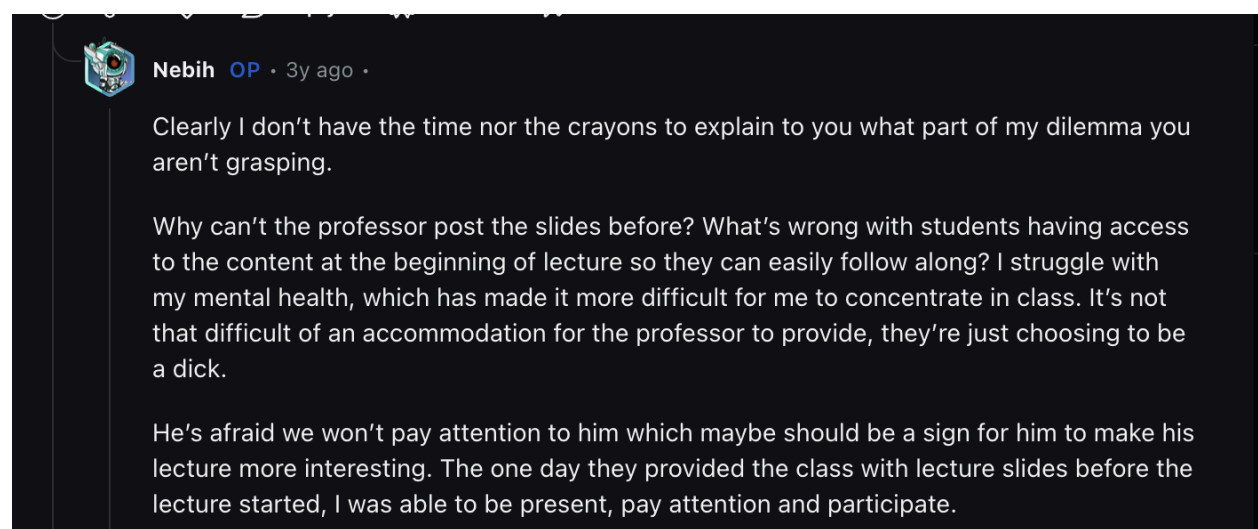 Nebih OP • 3y ago •
Clearly I don’t have the time nor the crayons to explain to you what part of my dilemma you
aren’t grasping.
Why can’t the professor post the slides before? What’s wrong with students having access
to the content at the beginning of lecture so they can easily follow along? I struggle with
my mental health, which has made it more difficult for me to concentrate in class. It’s not
that difficult of an accommodation for the professor to provide, they’re just choosing to be
a dick.
He’s afraid we won’t pay attention to him which maybe should be a sign for him to make his
lecture more interesting. The one day they provided the class with lecture slides before the
lecture started, I was able to be present, pay attention and participate.